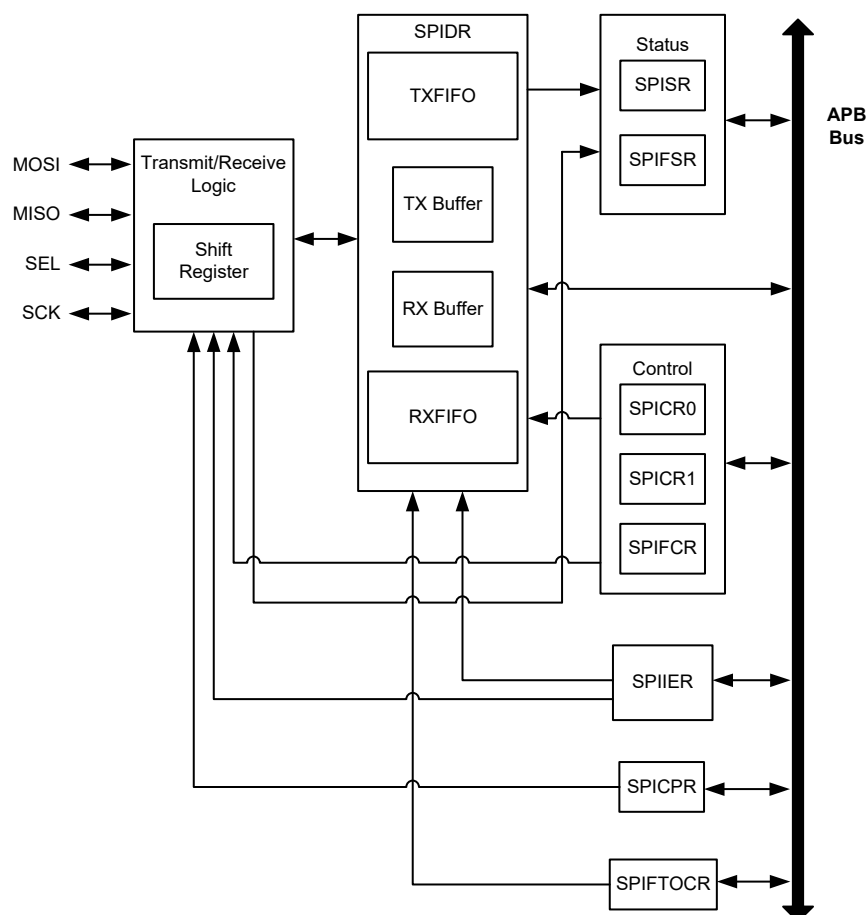 SPIDR
TXFIFO
TX Buffer
RX Buffer
RXFIFO
Status
SPISR
SPIFSR
APB
Bus
MOSI
MISO
SEL
SCK
Transmit/Receive
Logic
Shift
Register
Control
SPICR0
SPICR1
SPIFCR
SPIIER
SPICPR
SPIFTOCR